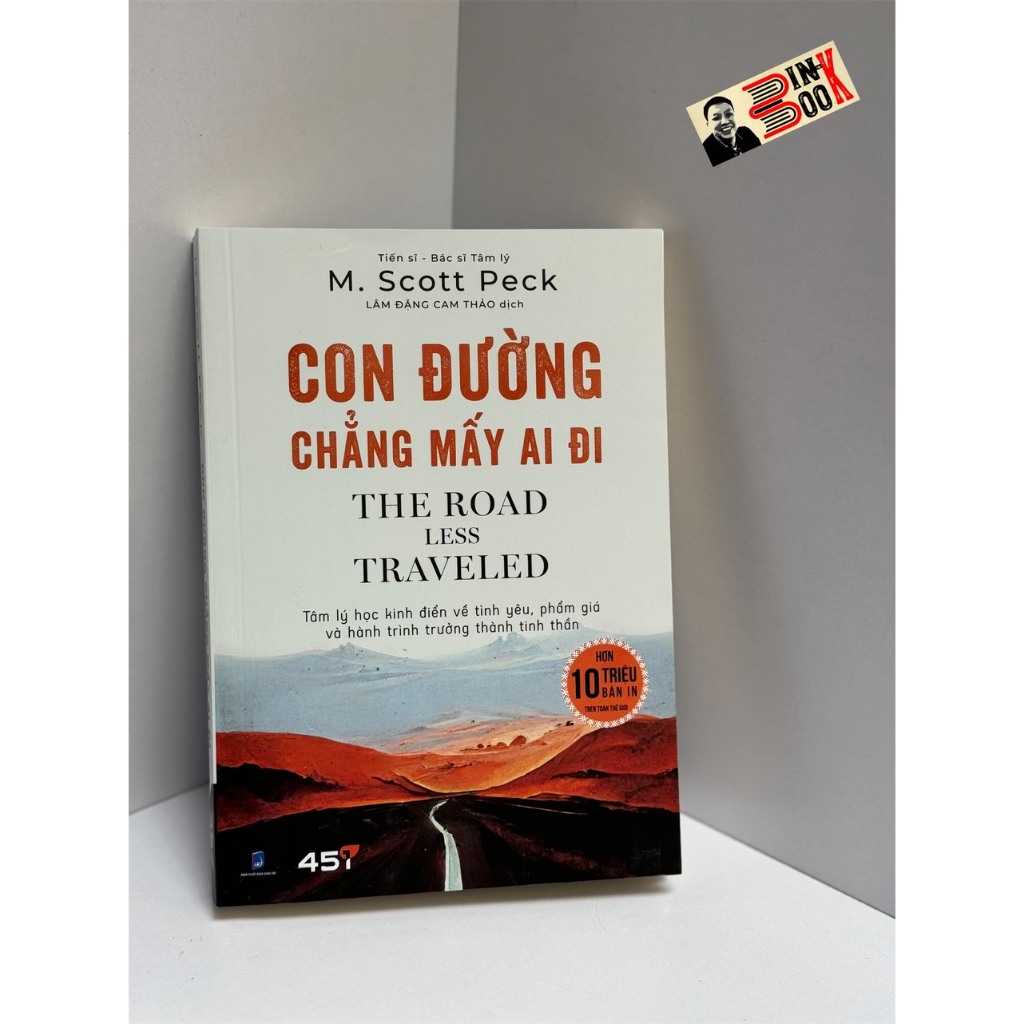 BIN-
BOOK
Tiến sĩ - Bác sĩ Tâm lý
M. Scott Peck
LÂM ĐẶNG CAM THẢO dịch
CON ĐƯỜNG
CHẲNG MẤY AI ĐI
THE ROAD
LESS
TRAVELED
Tâm lý học kinh điển về tình yêu, phẩm giá
và hành trình trưởng thành tinh thần
HƠN
10 TRIỆU
BẢN IN
TRÊN TOÀN THẾ GIỚI
451